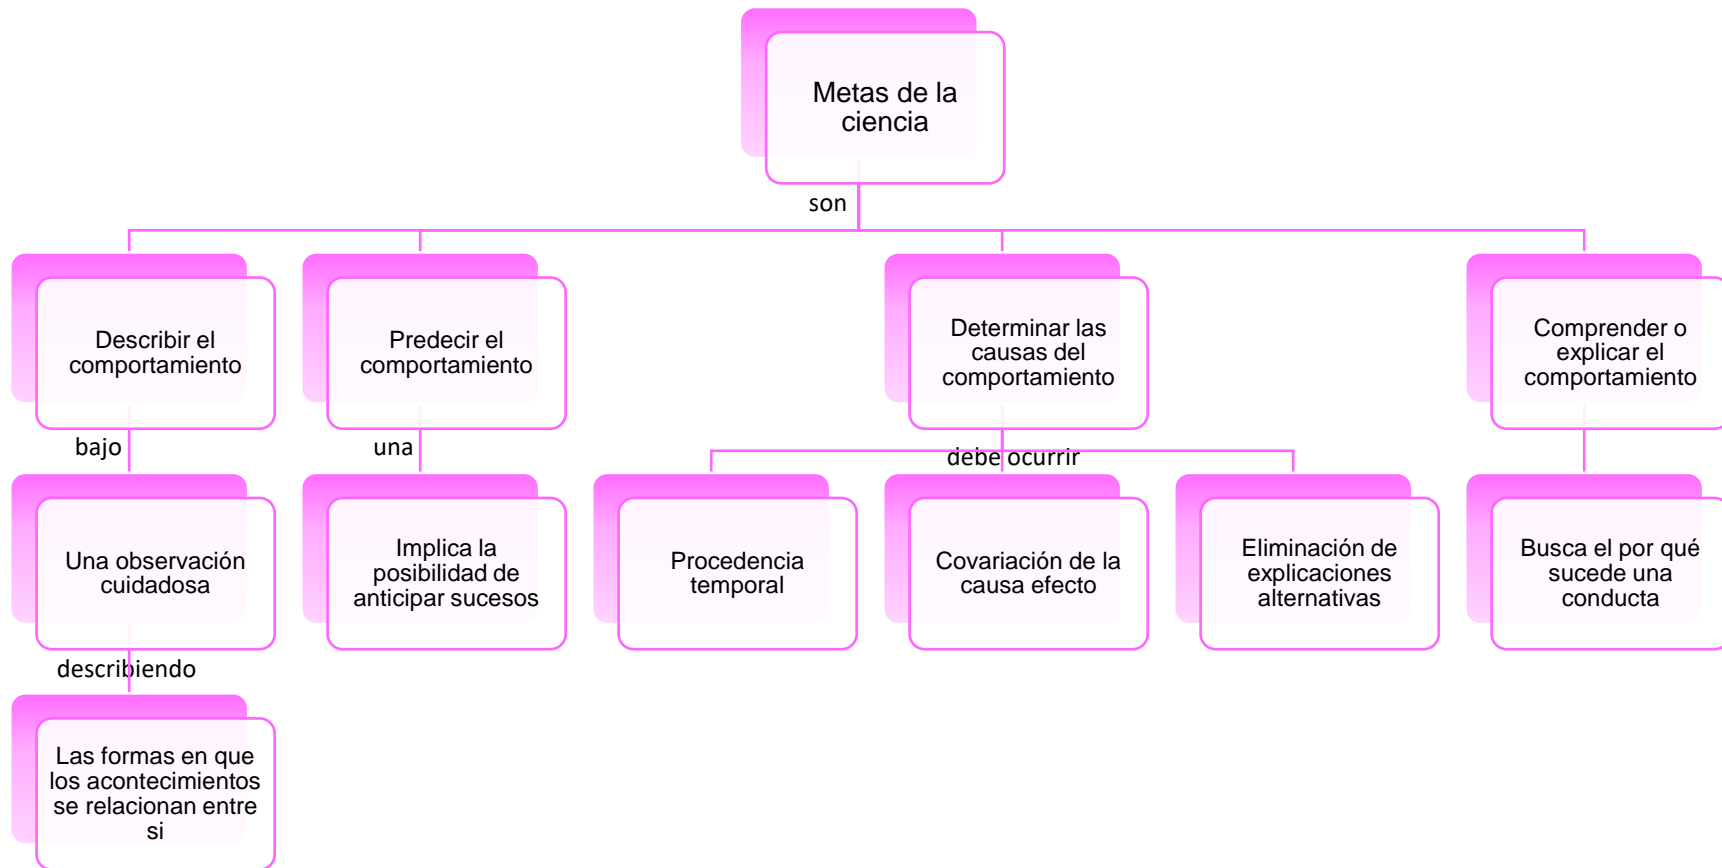 Metas de la
ciencia
son
Describir el
comportamiento
Predecir el
comportamiento
Determinar las
causas del
comportamiento
Comprender o
explicar el
comportamiento
bajo
una
debe ocurrir
Una observación
cuidadosa
Implica la
posibilidad de
anticipar sucesos
Procedencia
temporal
Covariación de la
causa efecto
Eliminación de
explicaciones
alternativas
Busca el por qué
sucede una
conducta
describiendo
Las formas en que
los acontecimientos
se relacionan entre
si